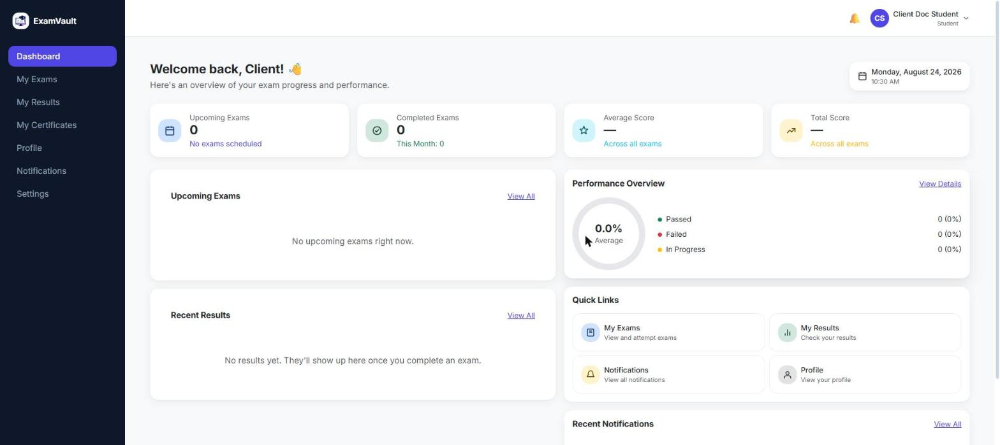 ExamVault
Dashboard
My Exams
My Results
My Certificates
Profile
Notifications
Settings
CS
Client Doc Student
Student
Welcome back, Client! 👋
Here's an overview of your exam progress and performance.
Monday, August 24, 2026
10:30 AM
Upcoming Exams
0
No exams scheduled
Completed Exams
0
This Month: 0
Average Score
—
Across all exams
Total Score
—
Across all exams
Upcoming Exams
View All
No upcoming exams right now.
Recent Results
View All
No results yet. They'll show up here once you complete an exam.
Performance Overview
View Details
0.0%
Average
Passed 0 (0%)
Failed 0 (0%)
In Progress 0 (0%)
Quick Links
My Exams
View and attempt exams
My Results
Check your results
Notifications
View all notifications
Profile
View your profile
Recent Notifications
View All